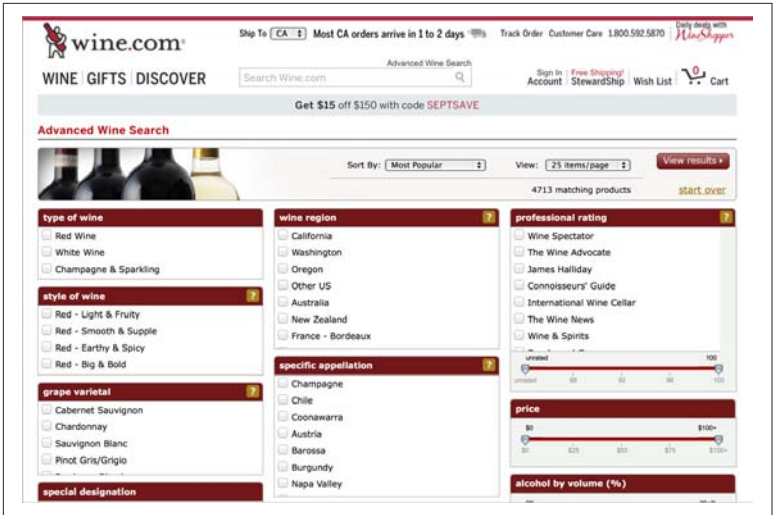 wine.com
Ship To CA Most CA orders arrive in 1 to 2 days
Track Order Customer Care 1.800.592.5870
Daily deals with
WineShopper
WINE GIFTS DISCOVER
Advanced Wine Search
Search Wine.com
Sign In
Account
Free Shipping!
StewardShip
Wish List
0
Cart
Get $15 off $150 with code SEPTSAVE
Advanced Wine Search
Sort By: Most Popular
View: 25 items/page
View results
4713 matching products
start over
type of wine
Red Wine
White Wine
Champagne & Sparkling
style of wine ?
Red - Light & Fruity
Red - Smooth & Supple
Red - Earthy & Spicy
Red - Big & Bold
grape varietal ?
Cabernet Sauvignon
Chardonnay
Sauvignon Blanc
Pinot Gris/Grigio
special designation
wine region ?
California
Washington
Oregon
Other US
Australia
New Zealand
France - Bordeaux
specific appellation ?
Champagne
Chile
Coonawarra
Austria
Barossa
Burgundy
Napa Valley
professional rating ?
Wine Spectator
The Wine Advocate
James Halliday
Connoisseurs' Guide
International Wine Cellar
The Wine News
Wine & Spirits
unrated 100
unrated 100
price
$0 $100+
$0 $25 $50 $75 $100+
alcohol by volume (%)